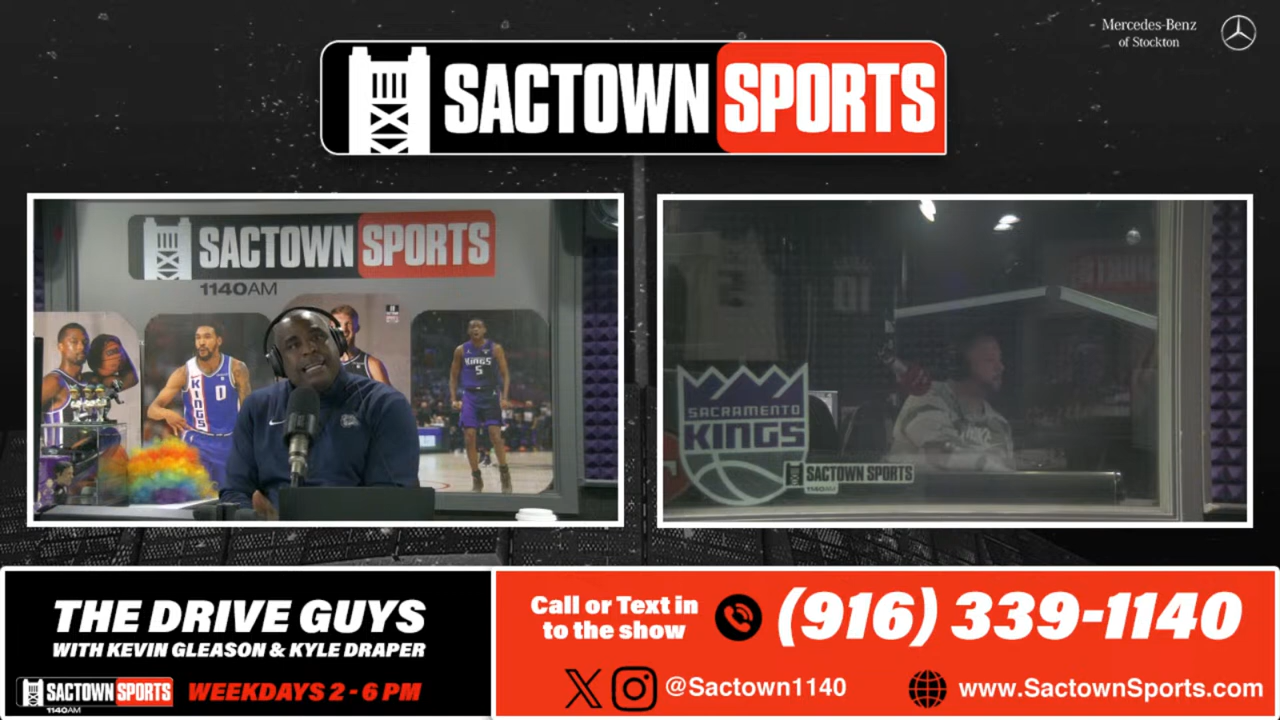 Mercedes-Benz
of Stockton
SACTOWN SPORTS
SACTOWN SPORTS
1140AM
KINGS
0
KINGS
5
SACRAMENTO
KINGS
SACTOWN SPORTS
1140AM
THE DRIVE GUYS
WITH KEVIN GLEASON & KYLE DRAPER
SACTOWN SPORTS
1140AM
WEEKDAYS 2 - 6 PM
Call or Text in
to the show
(916) 339-1140
@Sactown1140
www.SactownSports.com